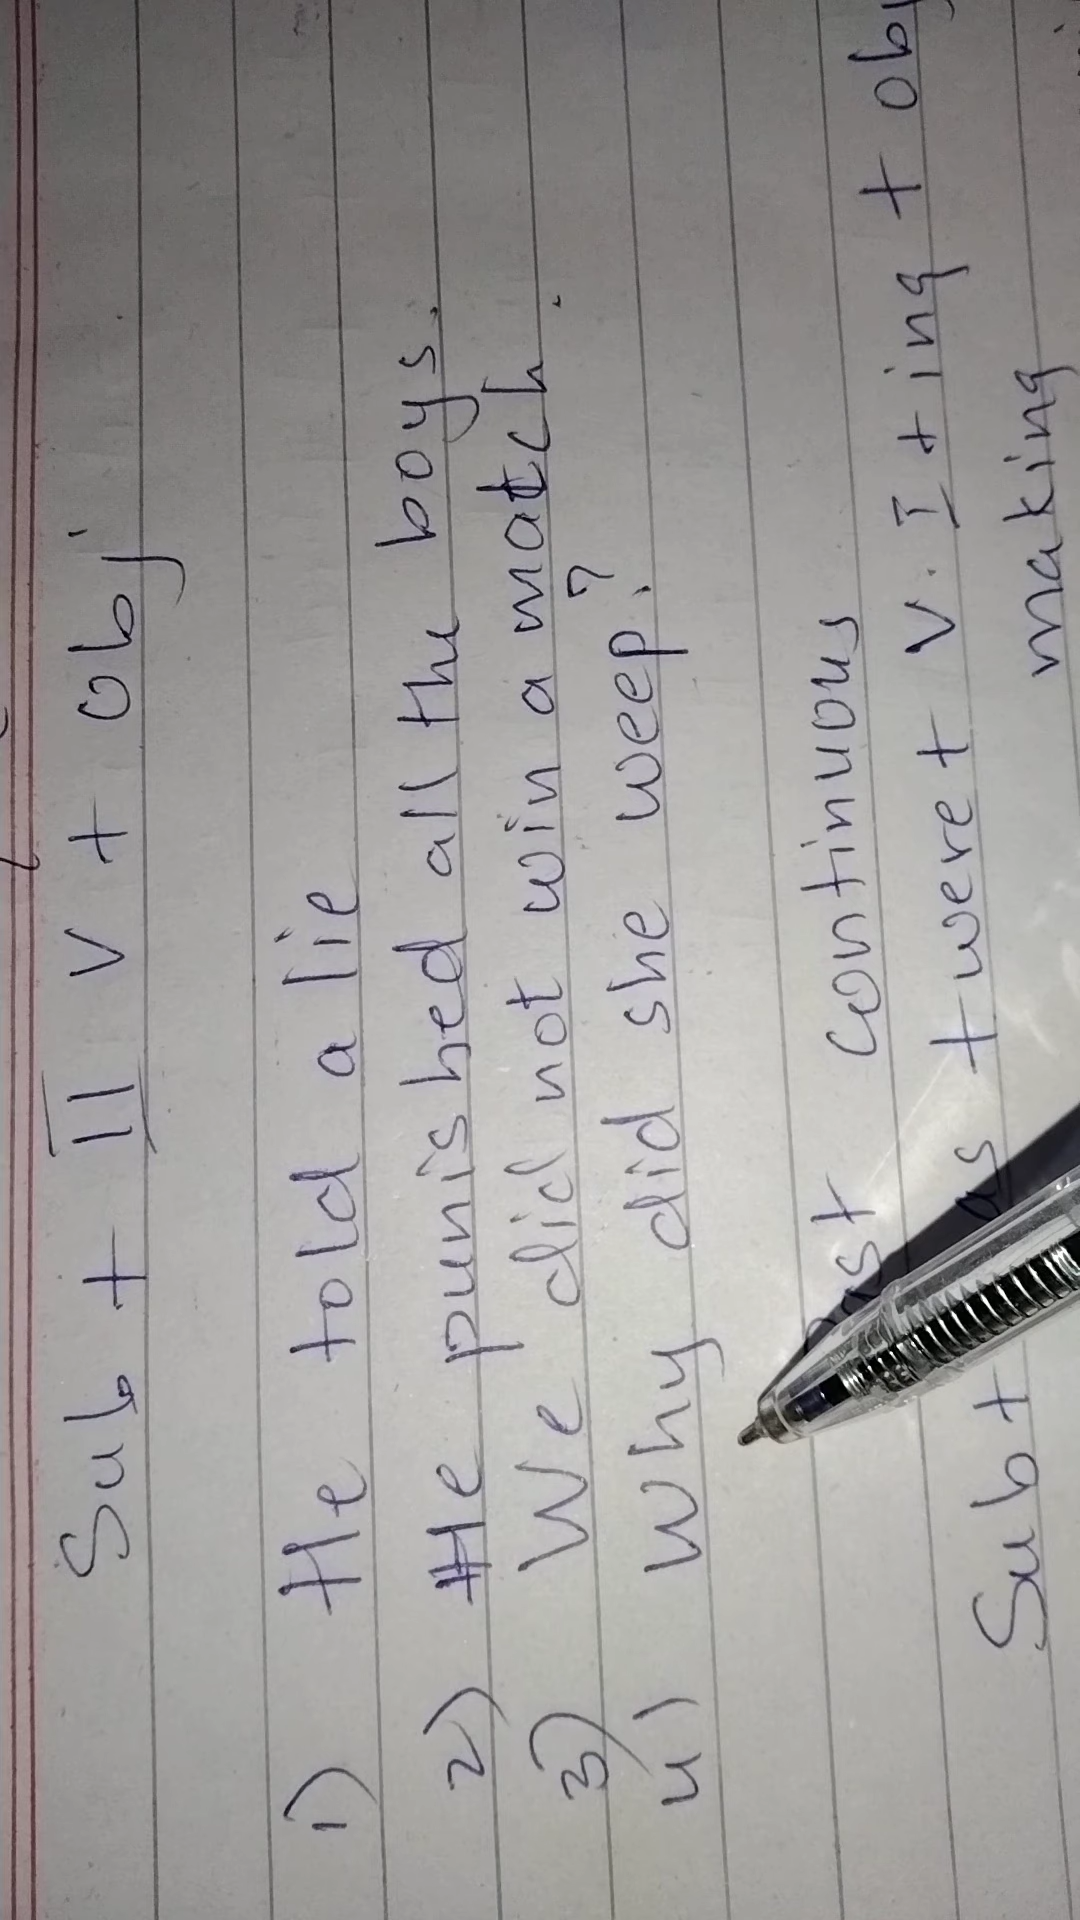 Sub + II V + obj
1) He told a lie
2) He punished all the boys.
3) We did not win a match.
4) Why did she weep?
Past Continuous
Sub + was + were + V. I + ing + obj
making